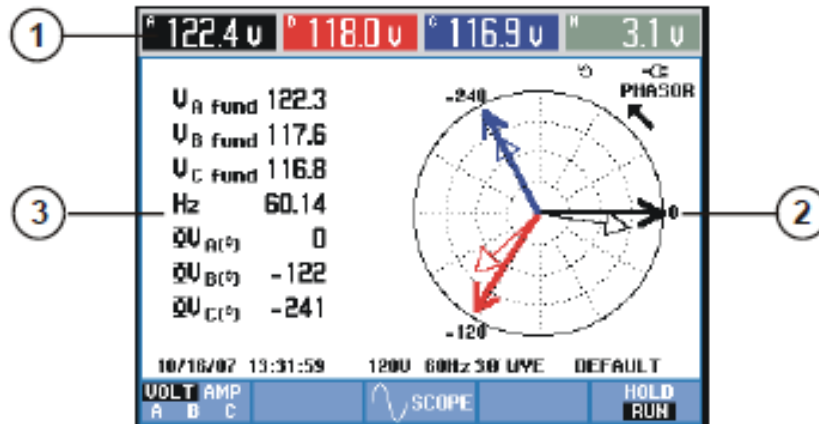 1
A 122.4 V B 118.0 V C 116.9 V N 3.1 V
PHASOR
-240
V A fund 122.3
V B fund 117.6
V C fund 116.8
3
Hz 60.14
0
2
ΦV A(°) 0
ΦV B(°) -122
ΦV C(°) -241
-120
10/16/07 13:31:59 120V 60Hz 3Ø WYE DEFAULT
VOLT AMP
A B C
SCOPE
HOLD
RUN